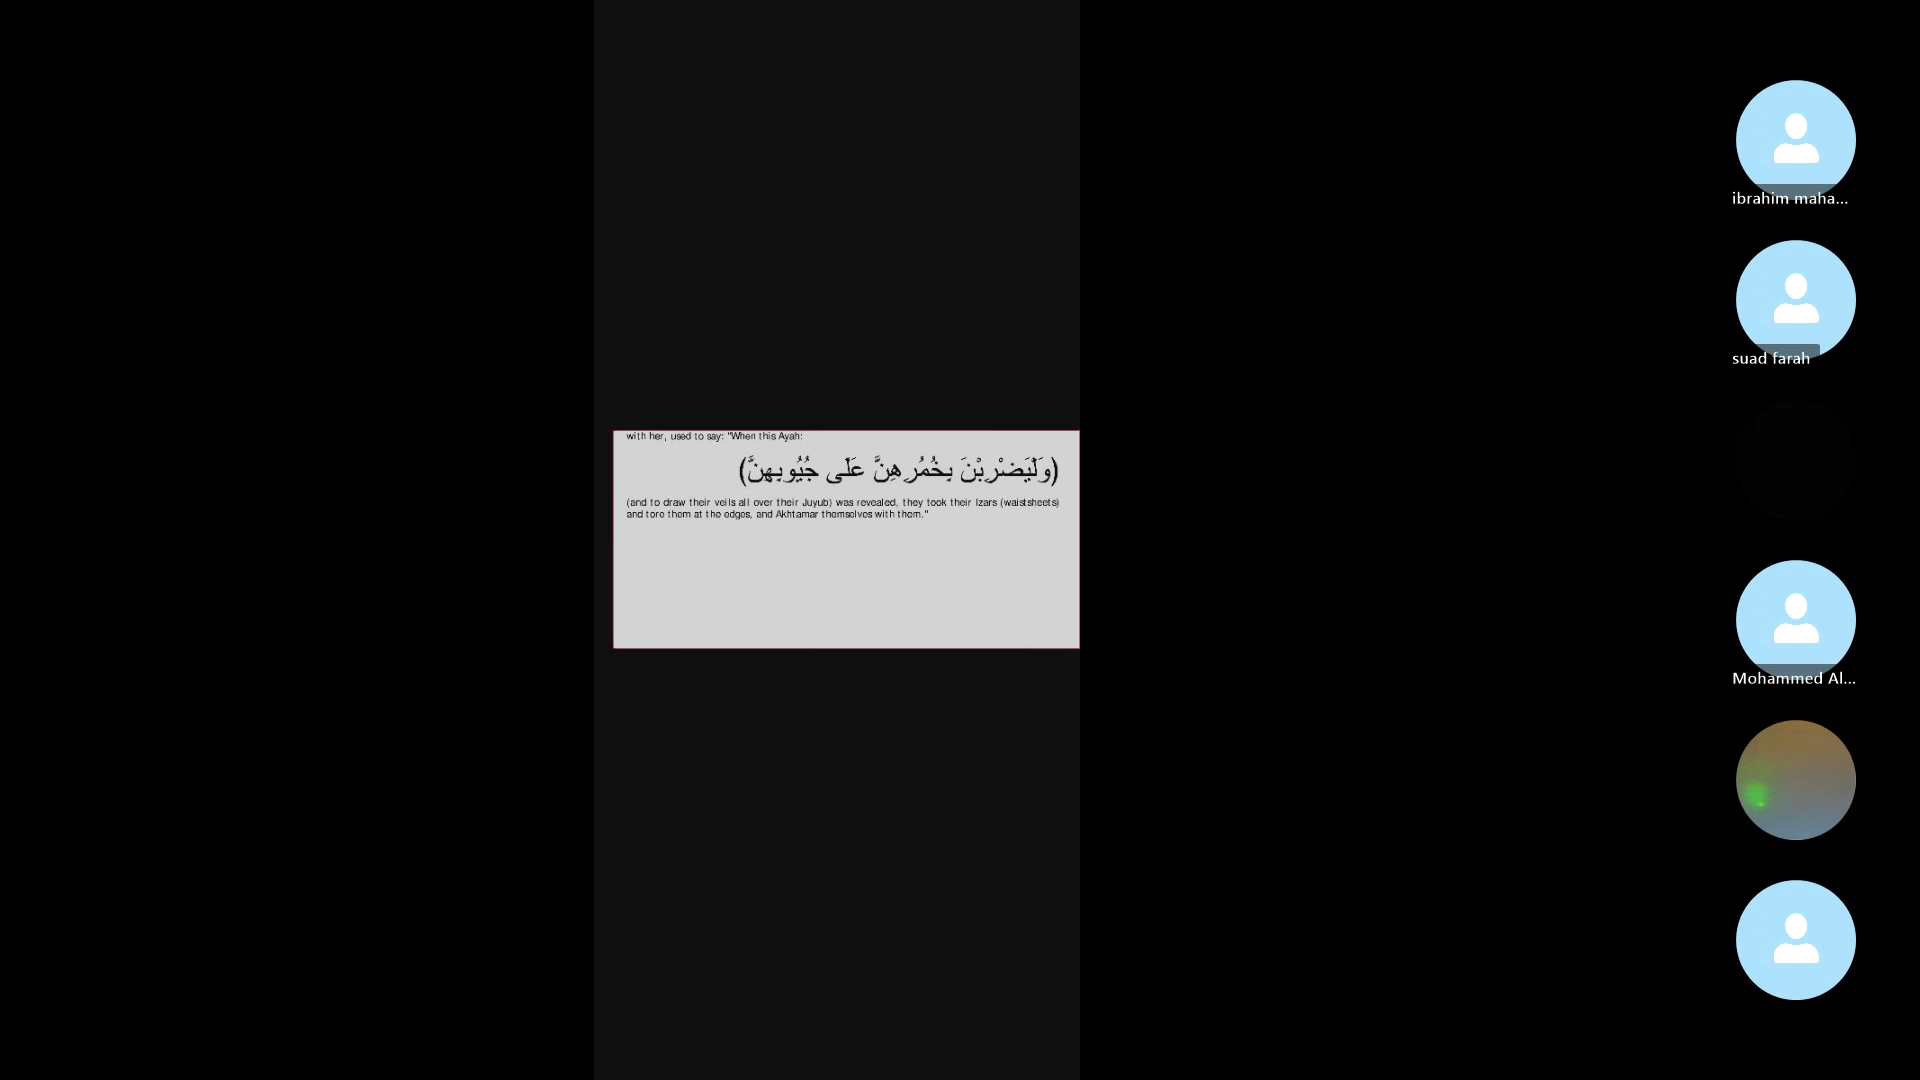 with her, used to say: "When this Ayah:
(وَلْيَضْرِبْنَ بِخُمُرِهِنَّ عَلَى جُيُوبِهِنَّ)
(and to draw their veils all over their Juyub) was revealed, they took their Izars (waistsheets)
and tore them at the edges, and Akhtamar themselves with them."
ibrahim maha...
suad farah
Mohammed Al...